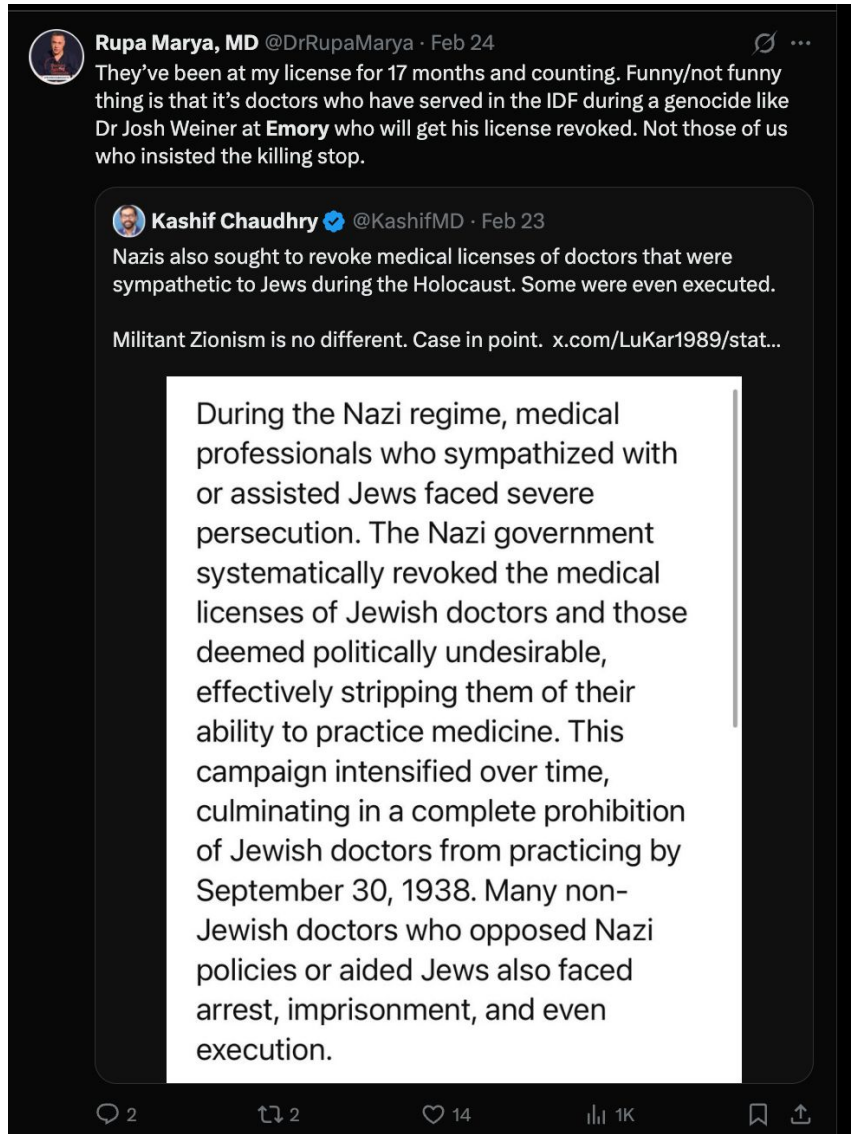 Rupa Marya, MD @DrRupaMarya · Feb 24
They've been at my license for 17 months and counting. Funny/not funny
thing is that it's doctors who have served in the IDF during a genocide like
Dr Josh Weiner at Emory who will get his license revoked. Not those of us
who insisted the killing stop.
Kashif Chaudhry @KashifMD · Feb 23
Nazis also sought to revoke medical licenses of doctors that were
sympathetic to Jews during the Holocaust. Some were even executed.
Militant Zionism is no different. Case in point. x.com/LuKar1989/stat...
During the Nazi regime, medical
professionals who sympathized with
or assisted Jews faced severe
persecution. The Nazi government
systematically revoked the medical
licenses of Jewish doctors and those
deemed politically undesirable,
effectively stripping them of their
ability to practice medicine. This
campaign intensified over time,
culminating in a complete prohibition
of Jewish doctors from practicing by
September 30, 1938. Many non-
Jewish doctors who opposed Nazi
policies or aided Jews also faced
arrest, imprisonment, and even
execution.
2 2 14 1K